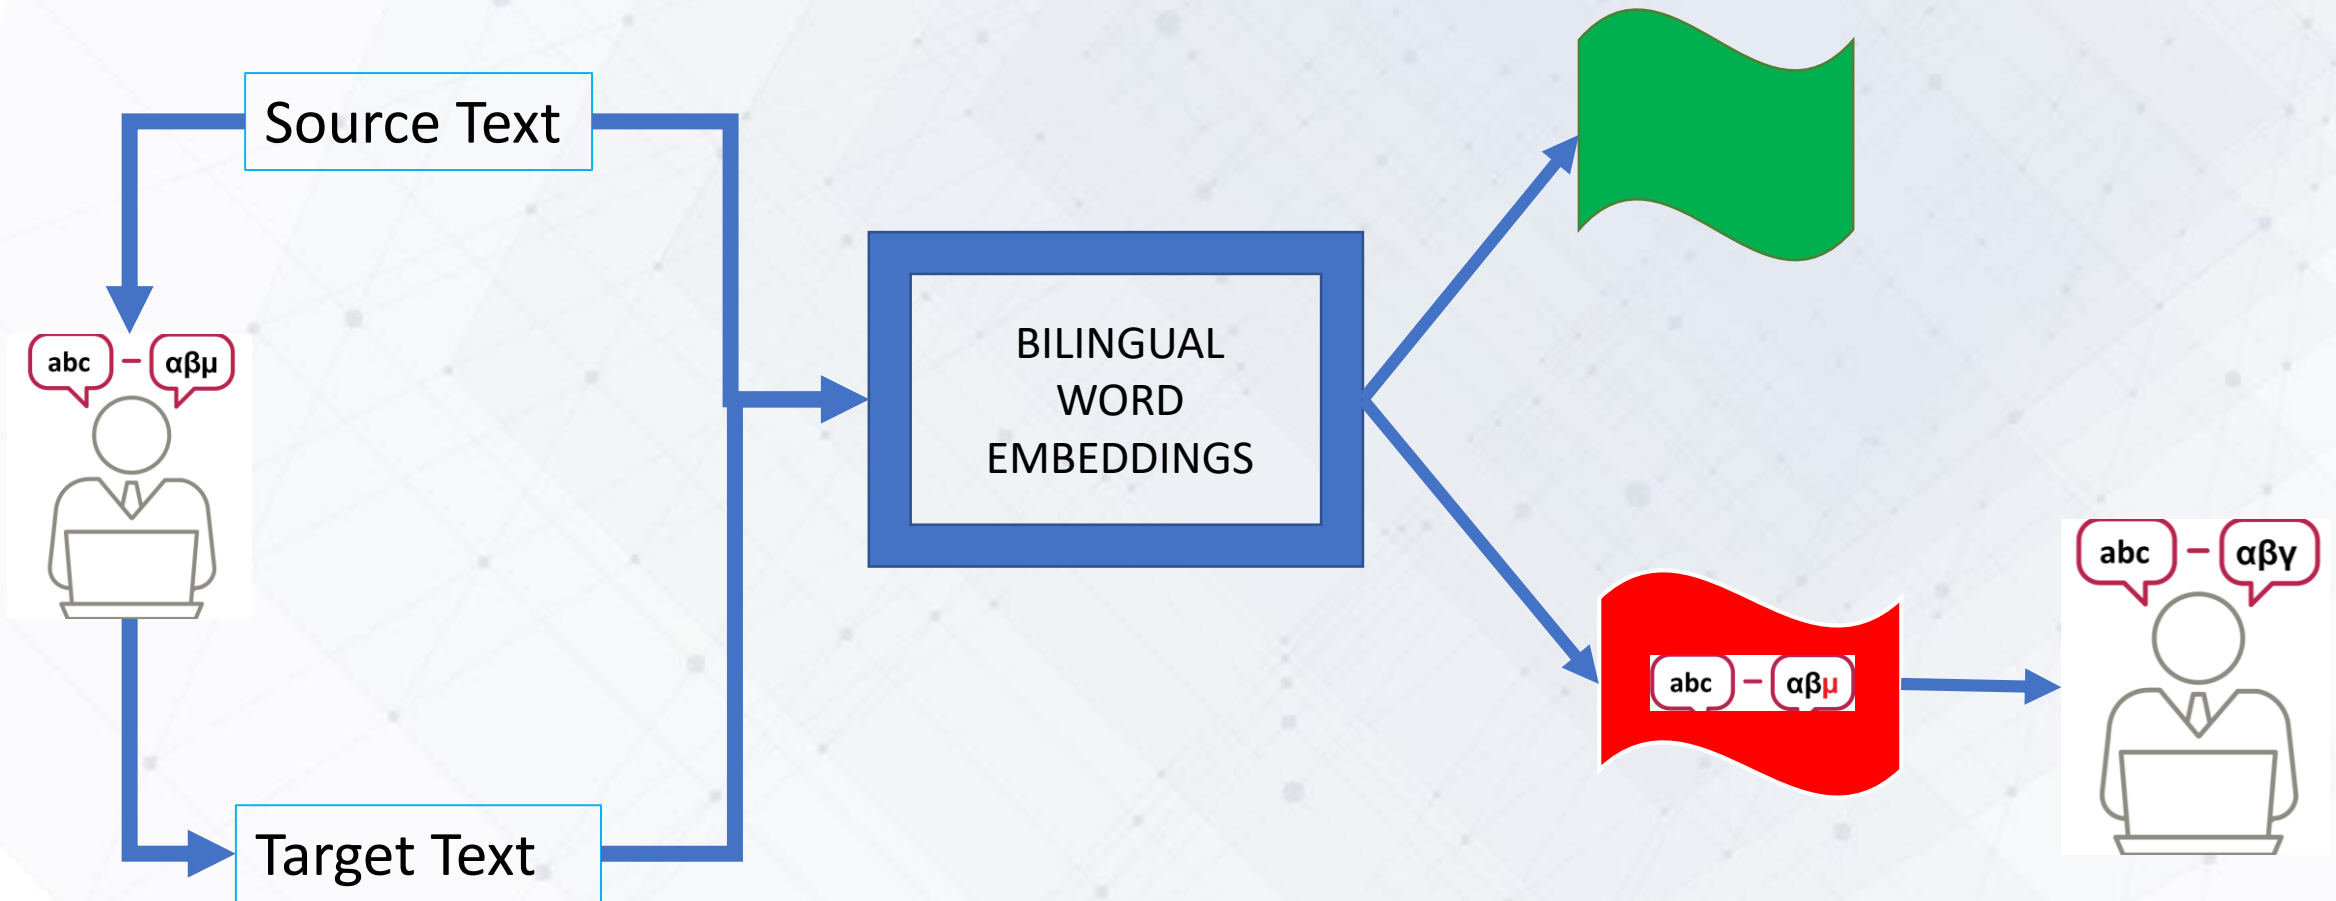 Source Text
abc – αβμ
Target Text
BILINGUAL
WORD
EMBEDDINGS
abc – αβμ
abc – αβγ